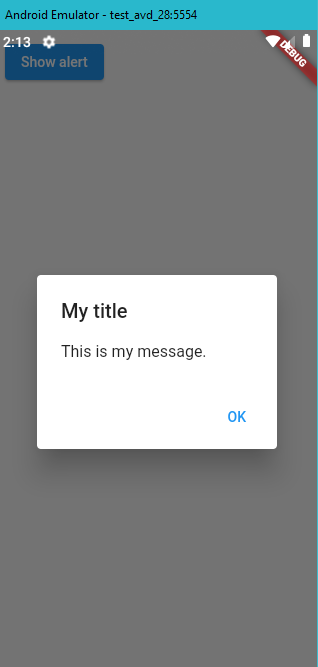 Android Emulator - test_avd_28:5554
2:13
DEBUG
Show alert
My title
This is my message.
OK